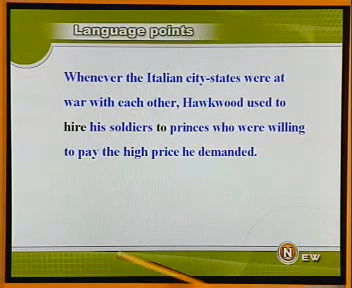 Language points
Whenever the Italian city-states were at
war with each other, Hawkwood used to
hire his soldiers to princes who were willing
to pay the high price he demanded.
N EW